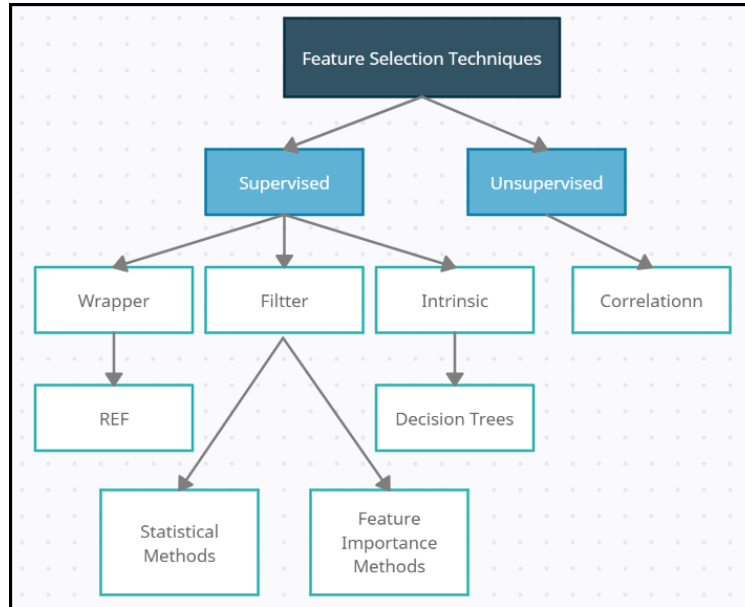 Feature Selection Techniques
Supervised
Unsupervised
Wrapper
Filtter
Intrinsic
Correlationn
REF
Decision Trees
Statistical
Methods
Feature
Importance
Methods